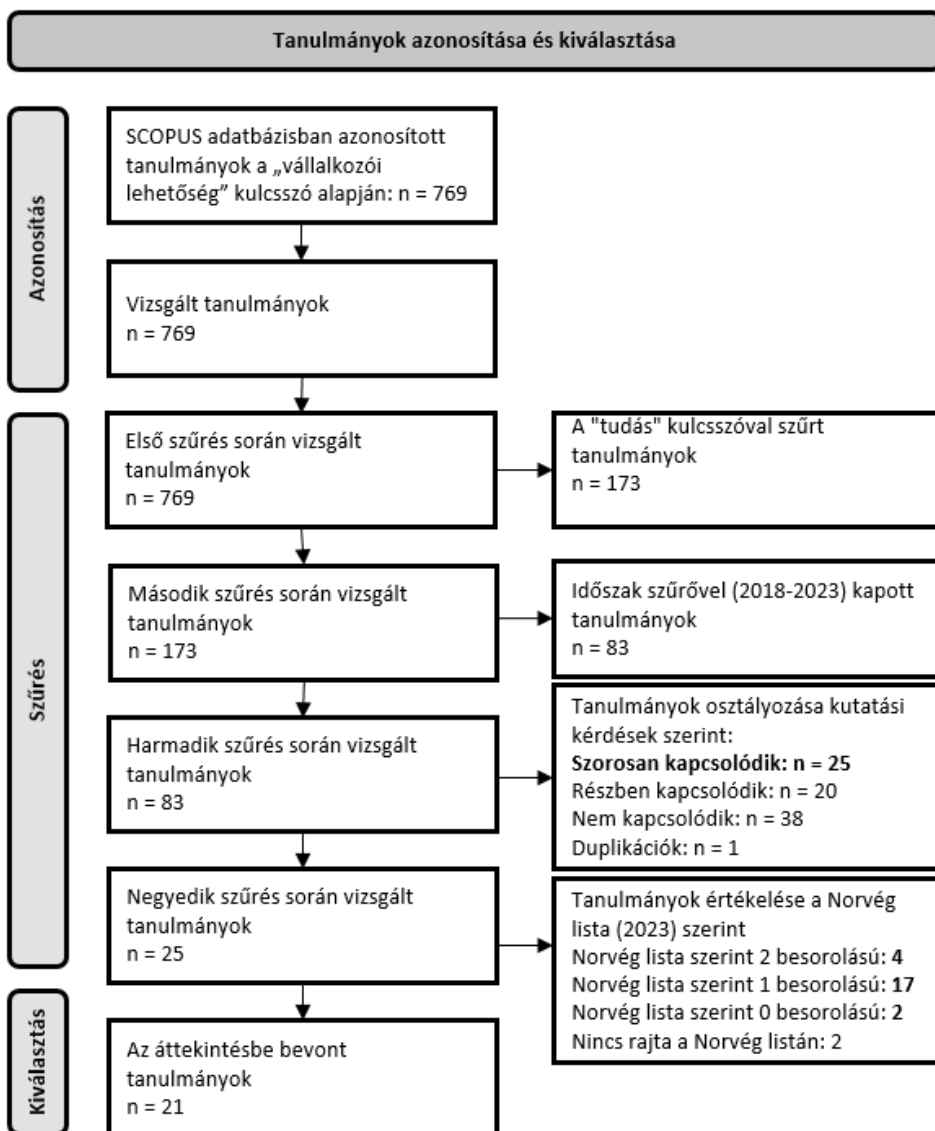 Tanulmányok azonosítása és kiválasztása
Azonosítás
SCOPUS adatbázisban azonosított
tanulmányok a „vállalkozói
lehetőség” kulcsszó alapján: n = 769
Vizsgált tanulmányok
n = 769
Szűrés
Első szűrés során vizsgált
tanulmányok
n = 769
A "tudás" kulcsszóval szűrt
tanulmányok
n = 173
Második szűrés során vizsgált
tanulmányok
n = 173
Időszak szűrővel (2018-2023) kapott
tanulmányok
n = 83
Harmadik szűrés során vizsgált
tanulmányok
n = 83
Tanulmányok osztályozása kutatási
kérdések szerint:
Szorosan kapcsolódik: n = 25
Részben kapcsolódik: n = 20
Nem kapcsolódik: n = 38
Duplikációk: n = 1
Negyedik szűrés során vizsgált
tanulmányok
n = 25
Tanulmányok értékelése a Norvég
lista (2023) szerint
Norvég lista szerint 2 besorolású: 4
Norvég lista szerint 1 besorolású: 17
Norvég lista szerint 0 besorolású: 2
Nincs rajta a Norvég listán: 2
Kiválasztás
Az áttekintésbe bevont
tanulmányok
n = 21